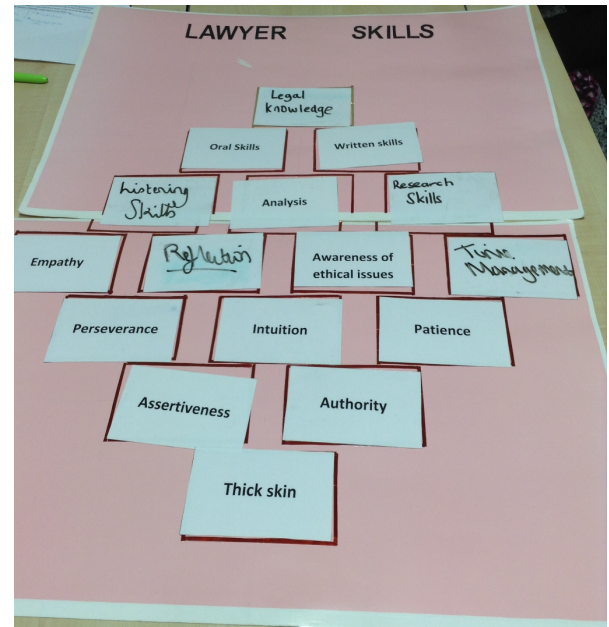 LAWYER SKILLS
Legal
knowledge
Oral Skills
Written skills
Listening
Skills
Analysis
Research
Skills
Empathy
Reflection
Awareness of
ethical issues
Time
Management
Perseverance
Intuition
Patience
Assertiveness
Authority
Thick skin